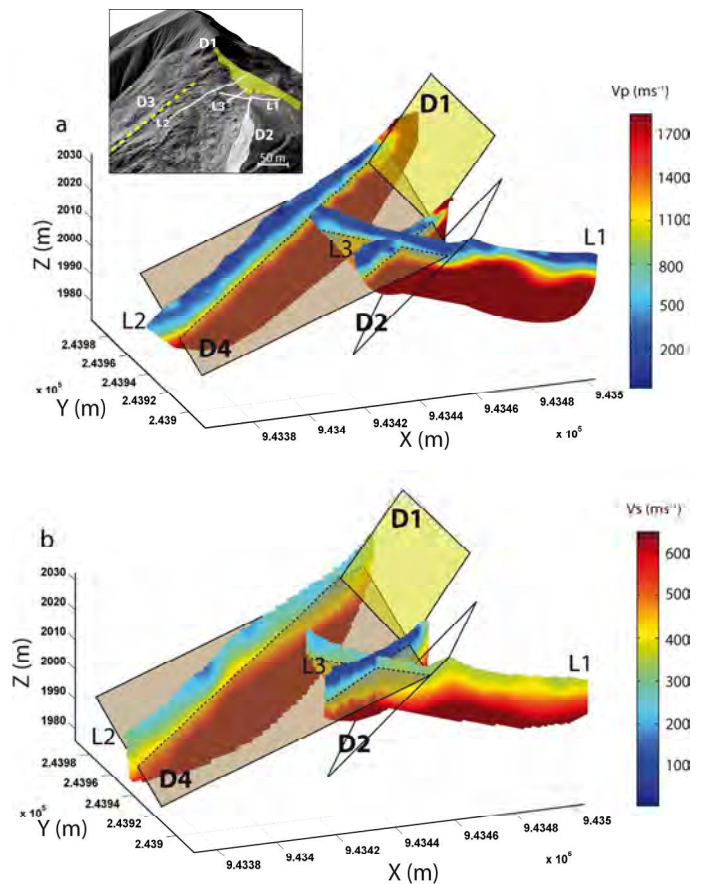 D1
D3
L3
L1
L2
D2
50 m
a
D1
Vp (ms⁻¹)
1700
1400
1100
800
500
200
2030
2020
2010
2000
1990
1980
Z (m)
L1
L3
L2
D2
D4
2.4398
2.4396
2.4394
2.4392
2.439
x 10⁵
Y (m)
9.4338
9.434
9.4342
9.4344
9.4346
9.4348
9.435
X (m)
x 10⁵
b
D1
Vs (ms⁻¹)
600
500
400
300
200
100
2030
2020
2010
2000
1990
1980
Z (m)
L3
L1
L2
D2
D4
2.4398
2.4396
2.4394
2.4392
2.439
x 10⁵
Y (m)
9.4338
9.434
9.4342
9.4344
9.4346
9.4348
9.435
X (m)
x 10⁵